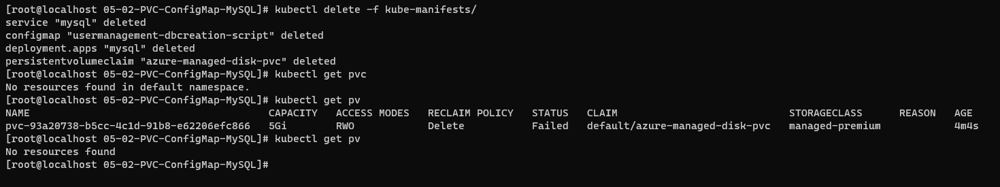 [root@localhost 05-02-PVC-ConfigMap-MySQL]# kubectl delete -f kube-manifests/
service "mysql" deleted
configmap "usermanagement-dbcreation-script" deleted
deployment.apps "mysql" deleted
persistentvolumeclaim "azure-managed-disk-pvc" deleted
[root@localhost 05-02-PVC-ConfigMap-MySQL]# kubectl get pvc
No resources found in default namespace.
[root@localhost 05-02-PVC-ConfigMap-MySQL]# kubectl get pv
NAME                                       CAPACITY   ACCESS MODES   RECLAIM POLICY   STATUS   CLAIM                            STORAGECLASS      REASON   AGE
pvc-93a20738-b5cc-4c1d-91b8-e62206efc866   5Gi        RWO            Delete           Failed   default/azure-managed-disk-pvc   managed-premium            4m4s
[root@localhost 05-02-PVC-ConfigMap-MySQL]# kubectl get pv
No resources found
[root@localhost 05-02-PVC-ConfigMap-MySQL]#